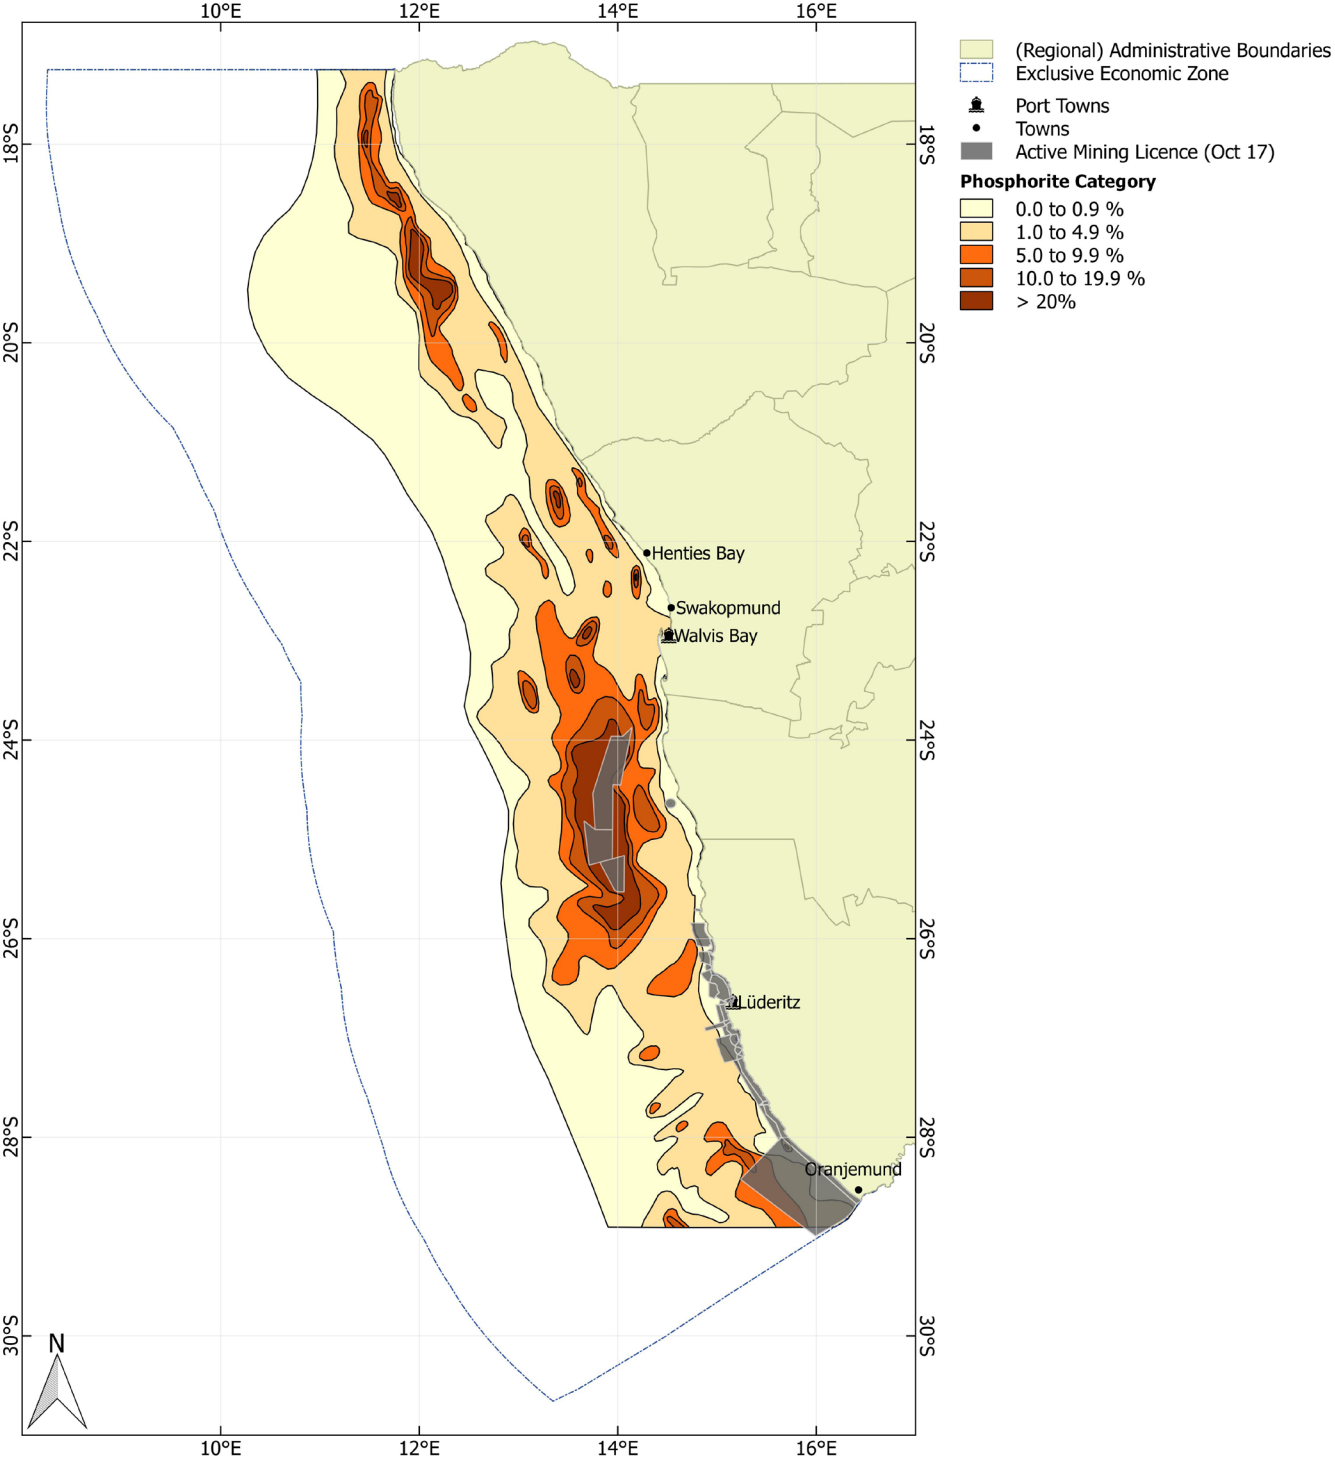 10°E 12°E 14°E 16°E
(Regional) Administrative Boundaries
Exclusive Economic Zone
Port Towns
Towns
Active Mining Licence (Oct 17)
Phosphorite Category
0.0 to 0.9 %
1.0 to 4.9 %
5.0 to 9.9 %
10.0 to 19.9 %
> 20%
18°S 18°S
20°S 20°S
22°S 22°S
Henties Bay
Swakopmund
Walvis Bay
24°S 24°S
26°S 26°S
Lüderitz
28°S 28°S
Oranjemund
30°S 30°S
N
10°E 12°E 14°E 16°E